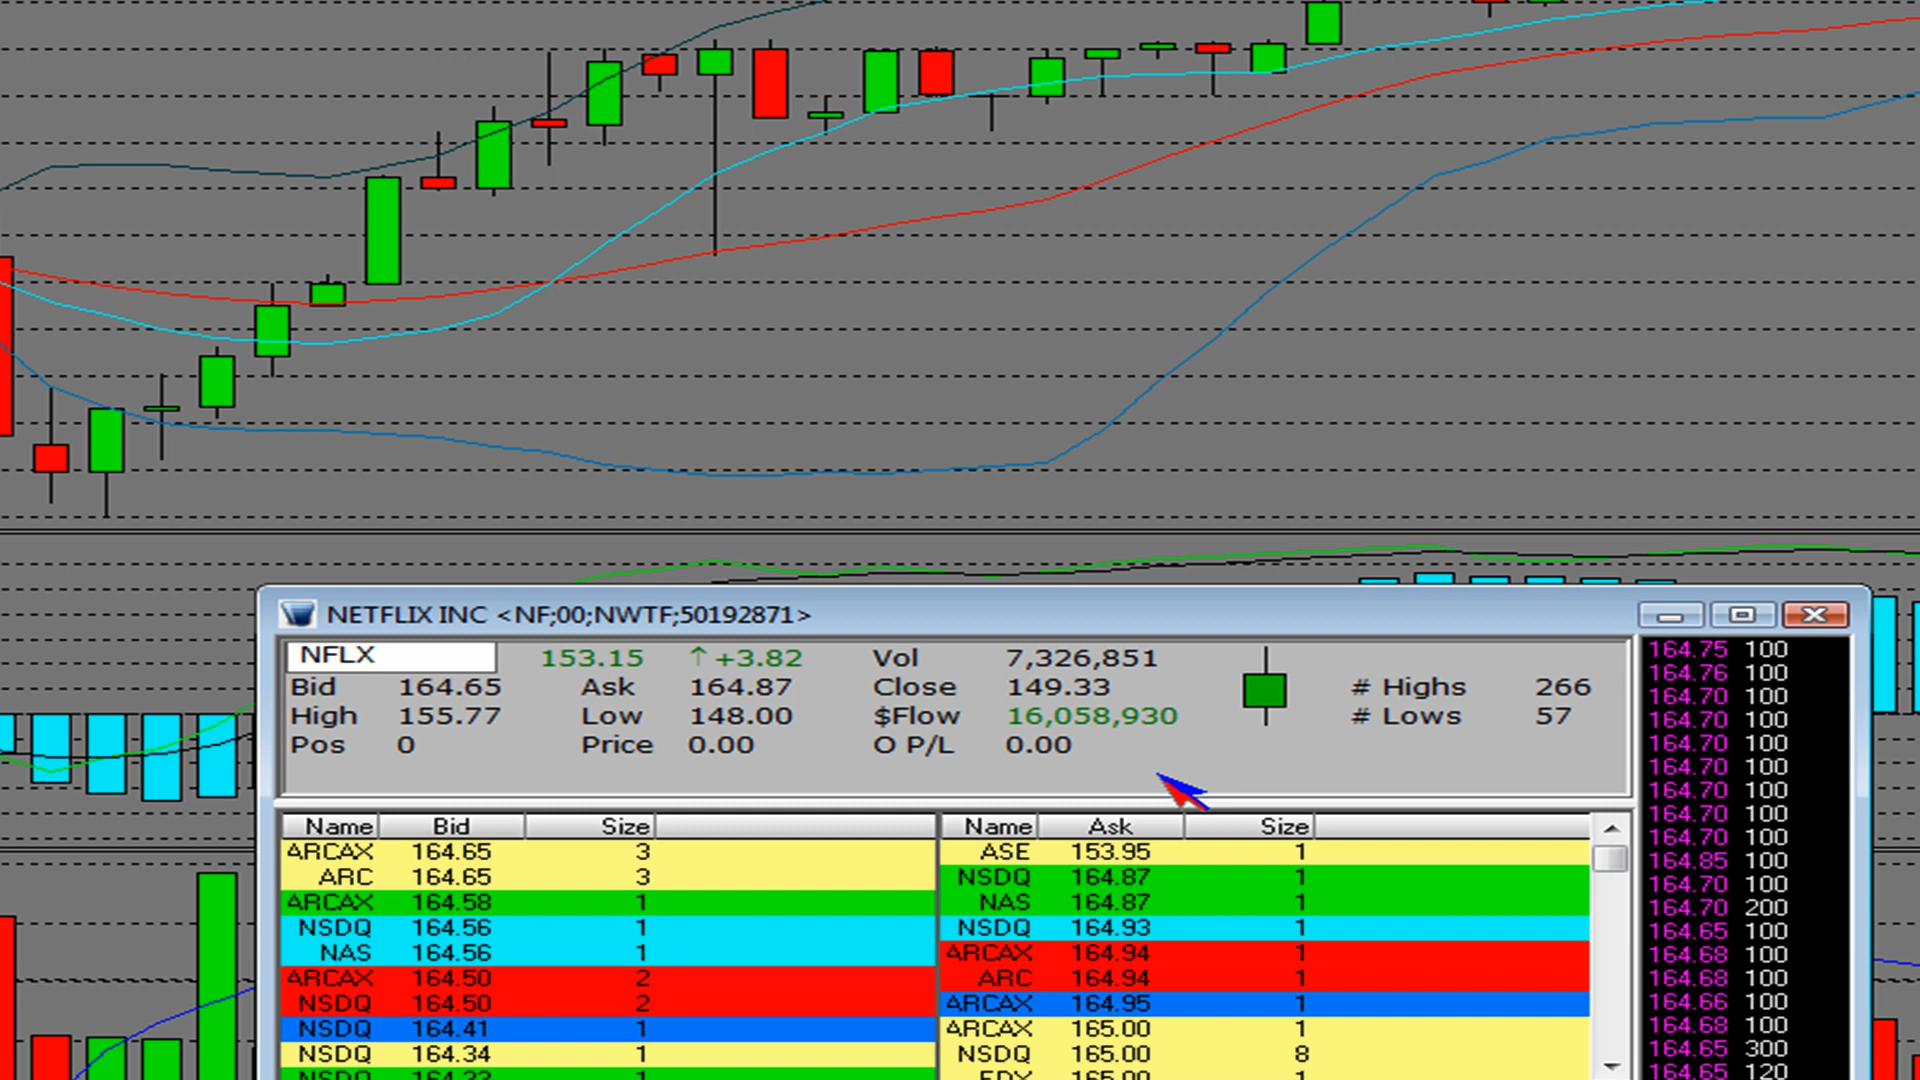 NETFLIX INC <NF;00;NWTF;50192871>
NFLX 153.15 ↑+3.82 Vol 7,326,851
Bid 164.65 Ask 164.87 Close 149.33 # Highs 266
High 155.77 Low 148.00 $Flow 16,058,930 # Lows 57
Pos 0 Price 0.00 O P/L 0.00
Name Bid Size
ARCAX 164.65 3
ARC 164.65 3
ARCAX 164.58 1
NSDQ 164.56 1
NAS 164.56 1
ARCAX 164.50 2
NSDQ 164.50 2
NSDQ 164.41 1
NSDQ 164.34 1
NSDQ 164.33 1
Name Ask Size
ASE 153.95 1
NSDQ 164.87 1
NAS 164.87 1
NSDQ 164.93 1
ARCAX 164.94 1
ARC 164.94 1
ARCAX 164.95 1
ARCAX 165.00 1
NSDQ 165.00 8
EDX 165.00 1
164.75 100
164.76 100
164.70 100
164.70 100
164.70 100
164.70 100
164.70 100
164.70 100
164.70 100
164.85 100
164.70 100
164.70 200
164.65 100
164.68 100
164.68 100
164.66 100
164.68 100
164.65 300
164.65 120